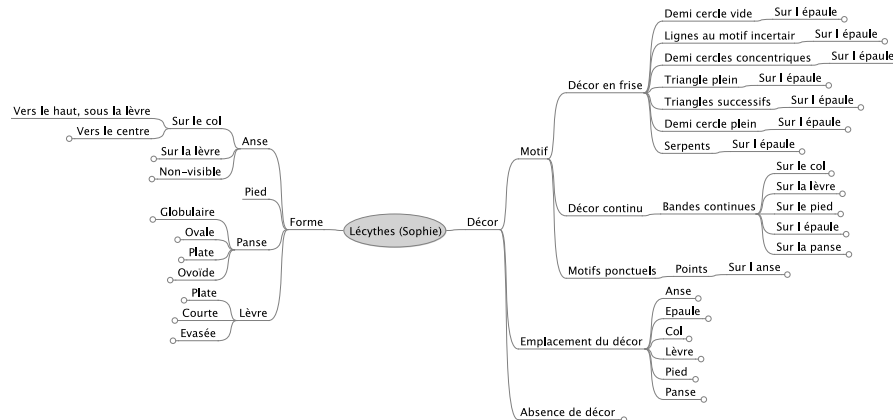 Lécythes (Sophie)
Forme
Anse
Sur le col
Vers le haut, sous la lèvre
Vers le centre
Sur la lèvre
Non-visible
Pied
Panse
Globulaire
Ovale
Plate
Ovoïde
Lèvre
Plate
Courte
Evasée
Décor
Motif
Décor en frise
Demi cercle vide
Sur l épaule
Lignes au motif incertair
Sur l épaule
Demi cercles concentriques
Sur l épaule
Triangle plein
Sur l épaule
Triangles successifs
Sur l épaule
Demi cercle plein
Sur l épaule
Serpents
Sur l épaule
Décor continu
Bandes continues
Sur le col
Sur la lèvre
Sur le pied
Sur l épaule
Sur la panse
Motifs ponctuels
Points
Sur l anse
Emplacement du décor
Anse
Epaule
Col
Lèvre
Pied
Panse
Absence de décor